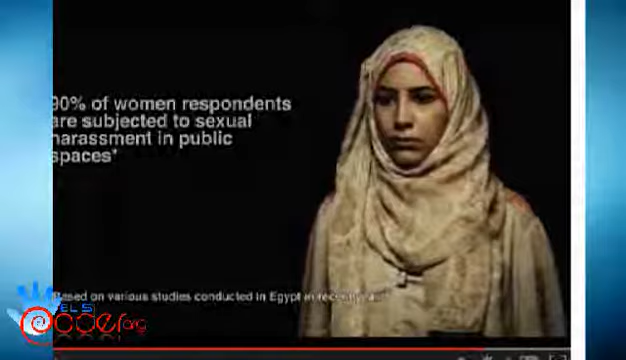 90% of women respondents
are subjected to sexual
harassment in public
spaces*
Based on various studies conducted in Egypt in
ELSI